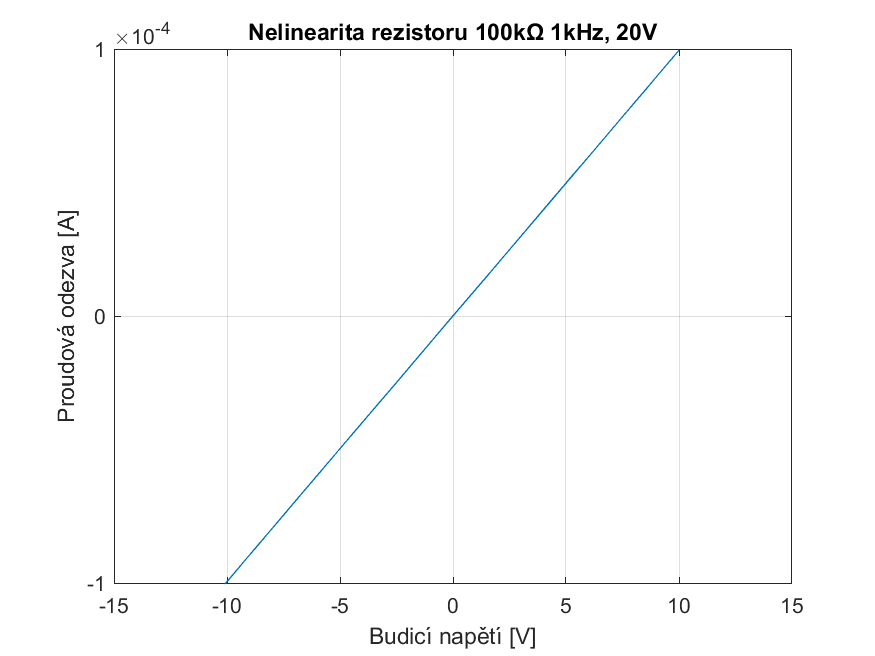 Nelinearita rezistoru 100kΩ 1kHz, 20V
×10-4
1
0
-1
Proudová odezva [A]
-15 -10 -5 0 5 10 15
Budicí napětí [V]